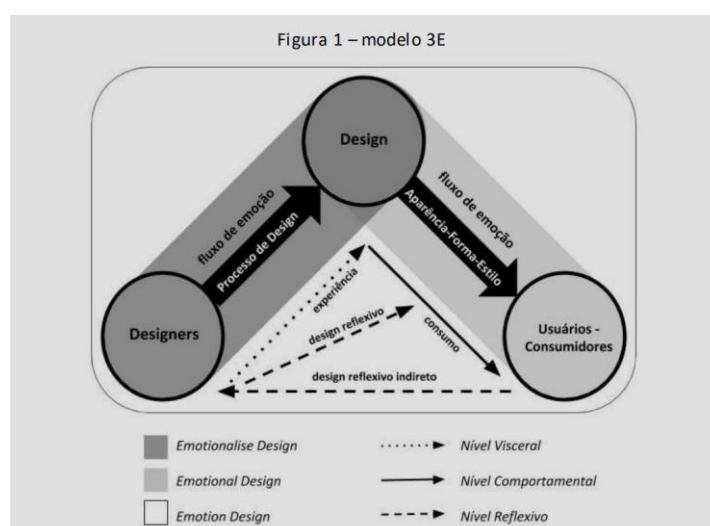 Figura 1 – modelo 3E
Design
fluxo de emoção
Processo de Design
fluxo de emoção
Aparência-Forma-Estilo
Designers
experiência
design reflexivo
consumo
Usuários -
Consumidores
design reflexivo indireto
Emotionalise Design
Nível Visceral
Emotional Design
Nível Comportamental
Emotion Design
Nível Reflexivo